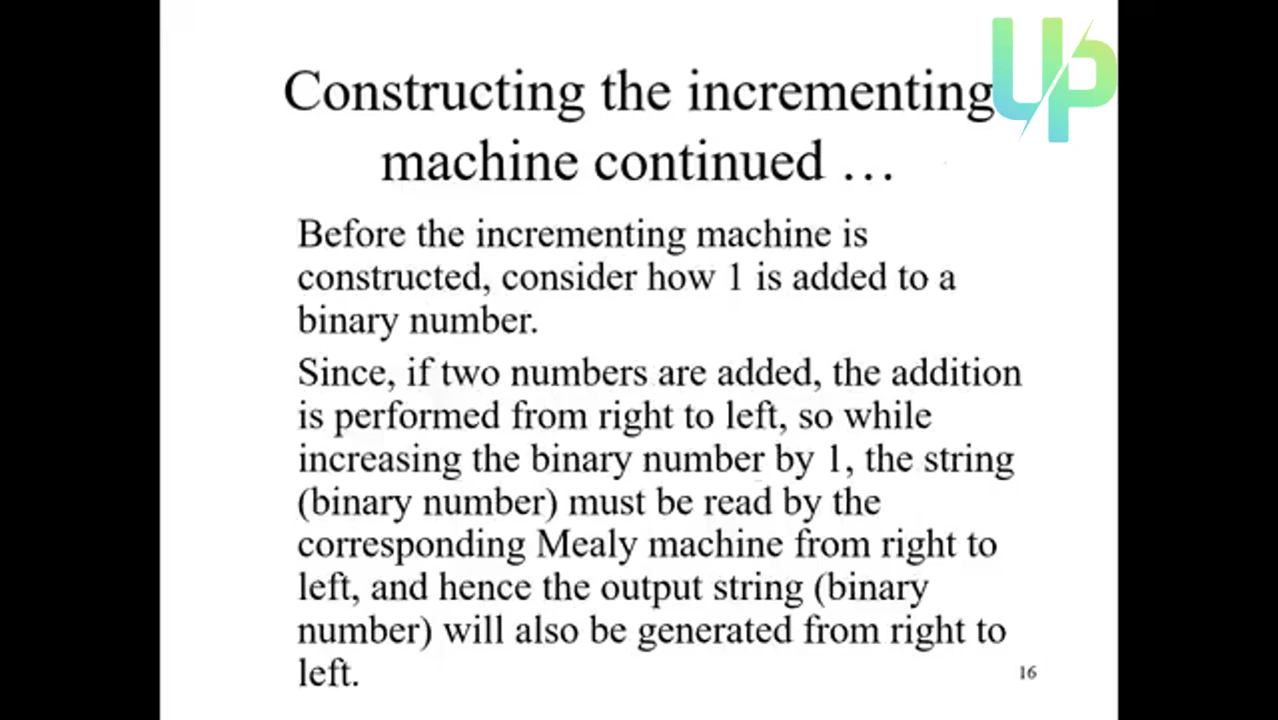 UP
Constructing the incrementing
machine continued …
Before the incrementing machine is
constructed, consider how 1 is added to a
binary number.
Since, if two numbers are added, the addition
is performed from right to left, so while
increasing the binary number by 1, the string
(binary number) must be read by the
corresponding Mealy machine from right to
left, and hence the output string (binary
number) will also be generated from right to
left.
16